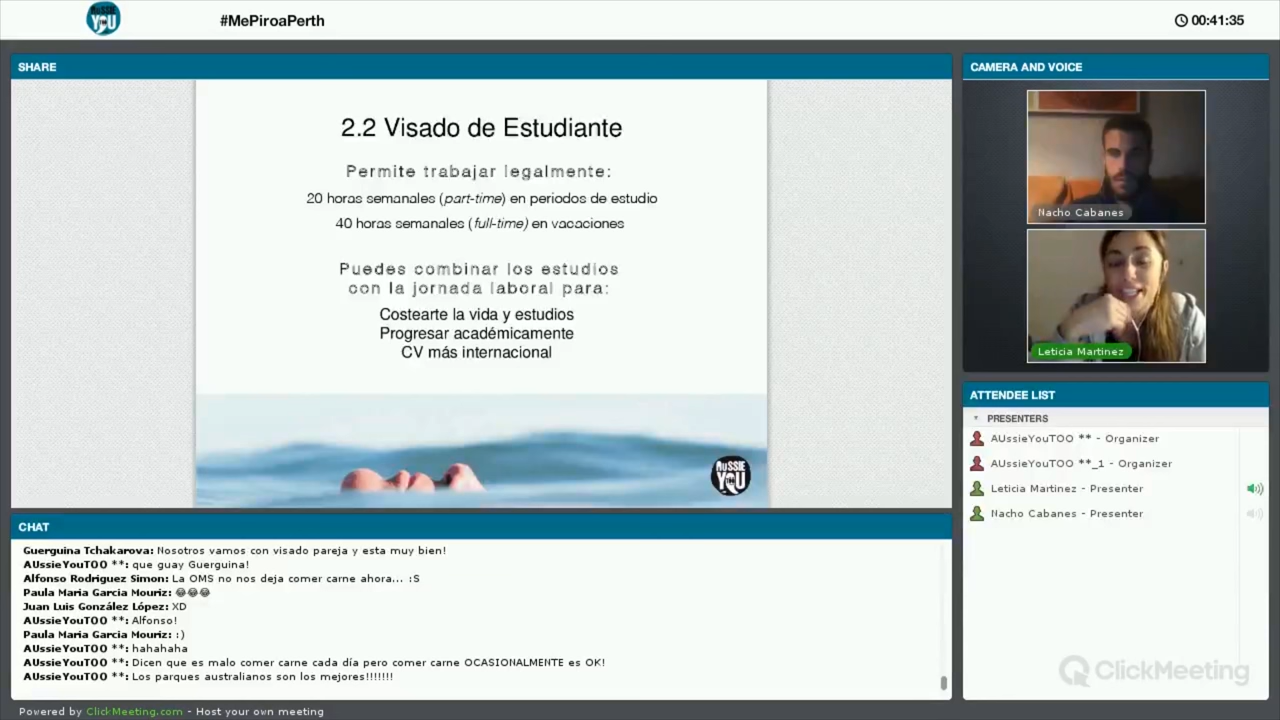 AUSSIE
YOU
#MePiroaPerth
00:41:35
SHARE
2.2 Visado de Estudiante
Permite trabajar legalmente:
20 horas semanales (part-time) en periodos de estudio
40 horas semanales (full-time) en vacaciones
Puedes combinar los estudios
con la jornada laboral para:
Costearte la vida y estudios
Progresar académicamente
CV más internacional
AUSSIE
YOU
CHAT
Guerguina Tchakarova: Nosotros vamos con visado pareja y esta muy bien!
AUssieYouTOO **: que guay Guerguina!
Alfonso Rodriguez Simon: La OMS no nos deja comer carne ahora... :S
Paula Maria Garcia Mouriz: 😂😂😂
Juan Luis González López: XD
AUssieYouTOO **: Alfonso!
Paula Maria Garcia Mouriz: :)
AUssieYouTOO **: hahahaha
AUssieYouTOO **: Dicen que es malo comer carne cada día pero comer carne OCASIONALMENTE es OK!
AUssieYouTOO **: Los parques australianos son los mejores!!!!!!!
CAMERA AND VOICE
Nacho Cabanes
Leticia Martinez
ATTENDEE LIST
PRESENTERS
AUssieYouTOO ** - Organizer
AUssieYouTOO **_1 - Organizer
Leticia Martinez - Presenter
Nacho Cabanes - Presenter
ClickMeeting
Powered by ClickMeeting.com - Host your own meeting